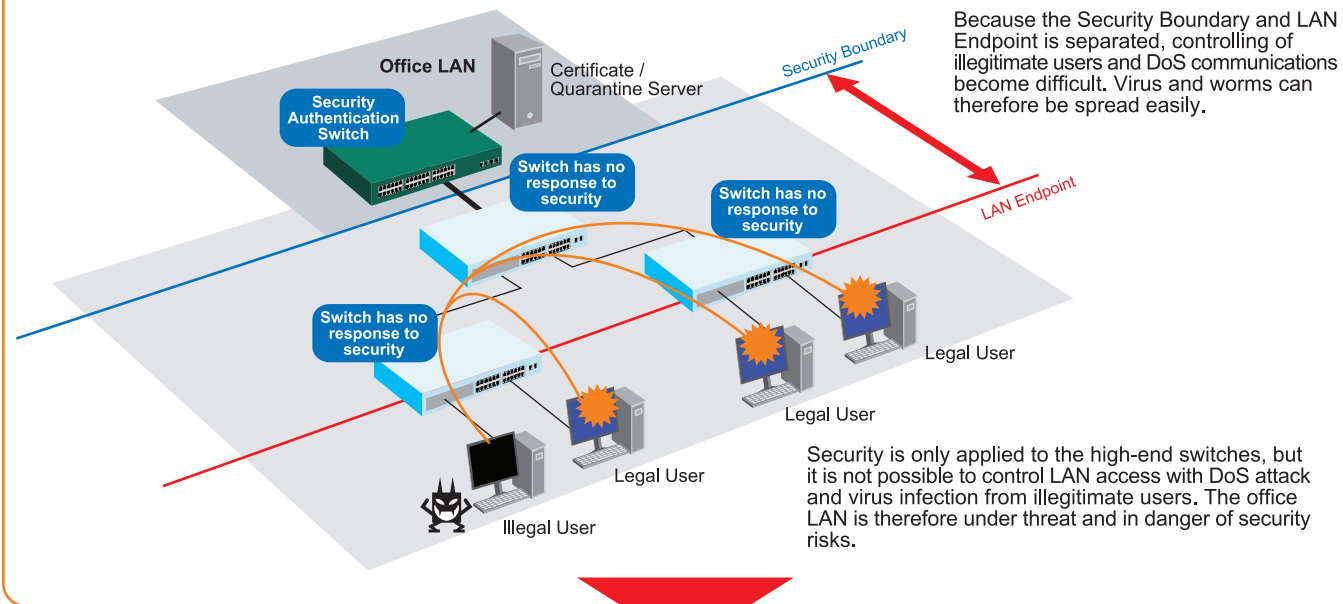 Because the Security Boundary and LAN
Endpoint is separated, controlling of
illegitimate users and DoS communications
become difficult. Virus and worms can
therefore be spread easily.
Security Boundary
LAN Endpoint
Office LAN
Certificate /
Quarantine Server
Security
Authentication
Switch
Switch has no
response to
security
Switch has no
response to
security
Switch has no
response to
security
Legal User
Legal User
Legal User
Illegal User
Security is only applied to the high-end switches, but
it is not possible to control LAN access with DoS attack
and virus infection from illegitimate users. The office
LAN is therefore under threat and in danger of security
risks.